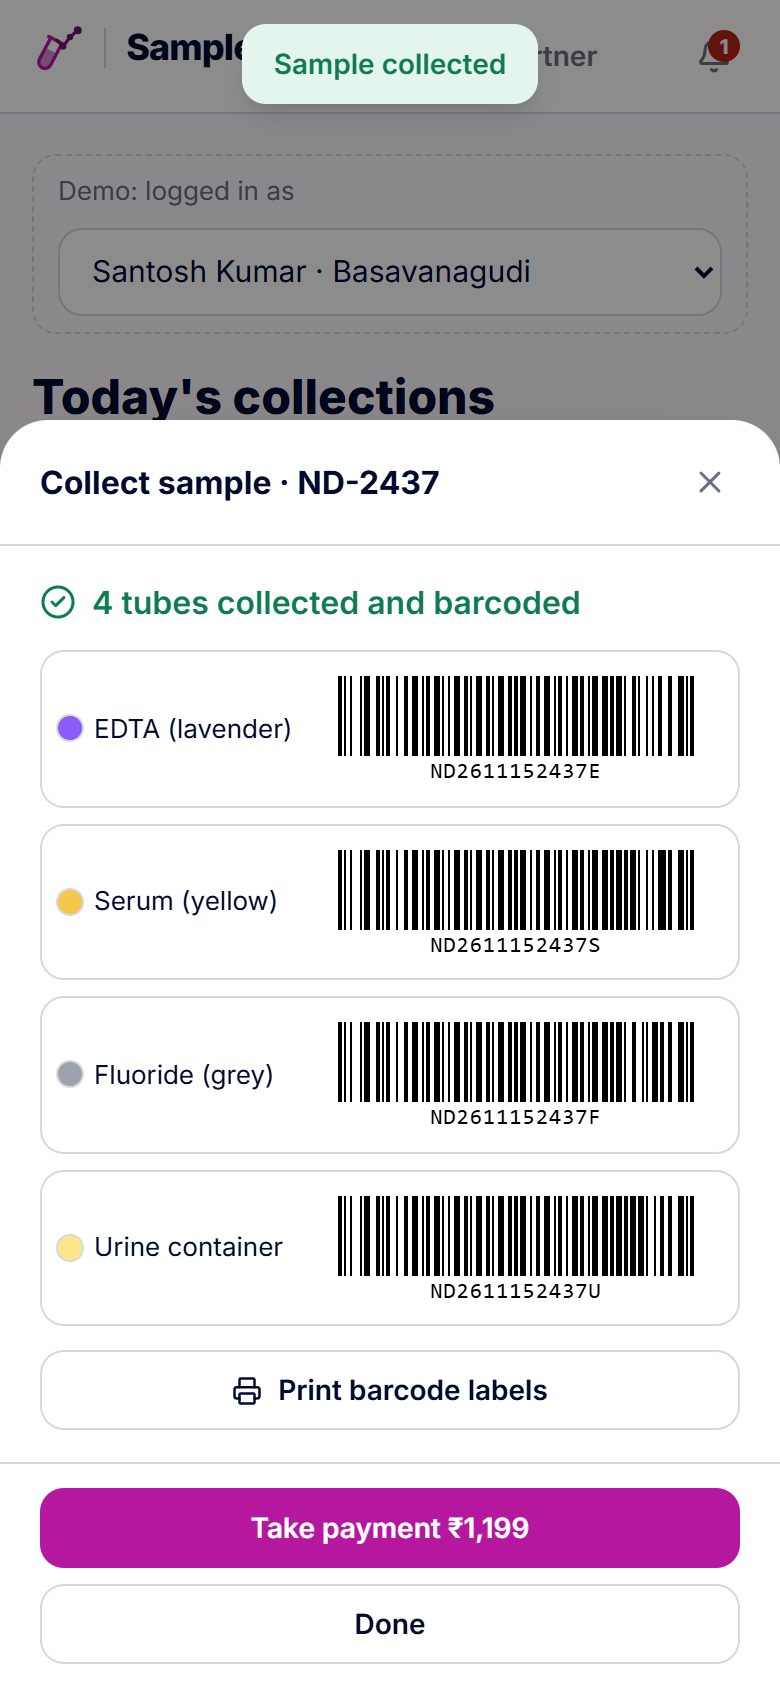 Sample
Sample collected
rtner
1
Demo: logged in as
Santosh Kumar · Basavanagudi
Today's collections
Collect sample · ND-2437
4 tubes collected and barcoded
EDTA (lavender)
ND2611152437E
Serum (yellow)
ND2611152437S
Fluoride (grey)
ND2611152437F
Urine container
ND2611152437U
Print barcode labels
Take payment ₹1,199
Done